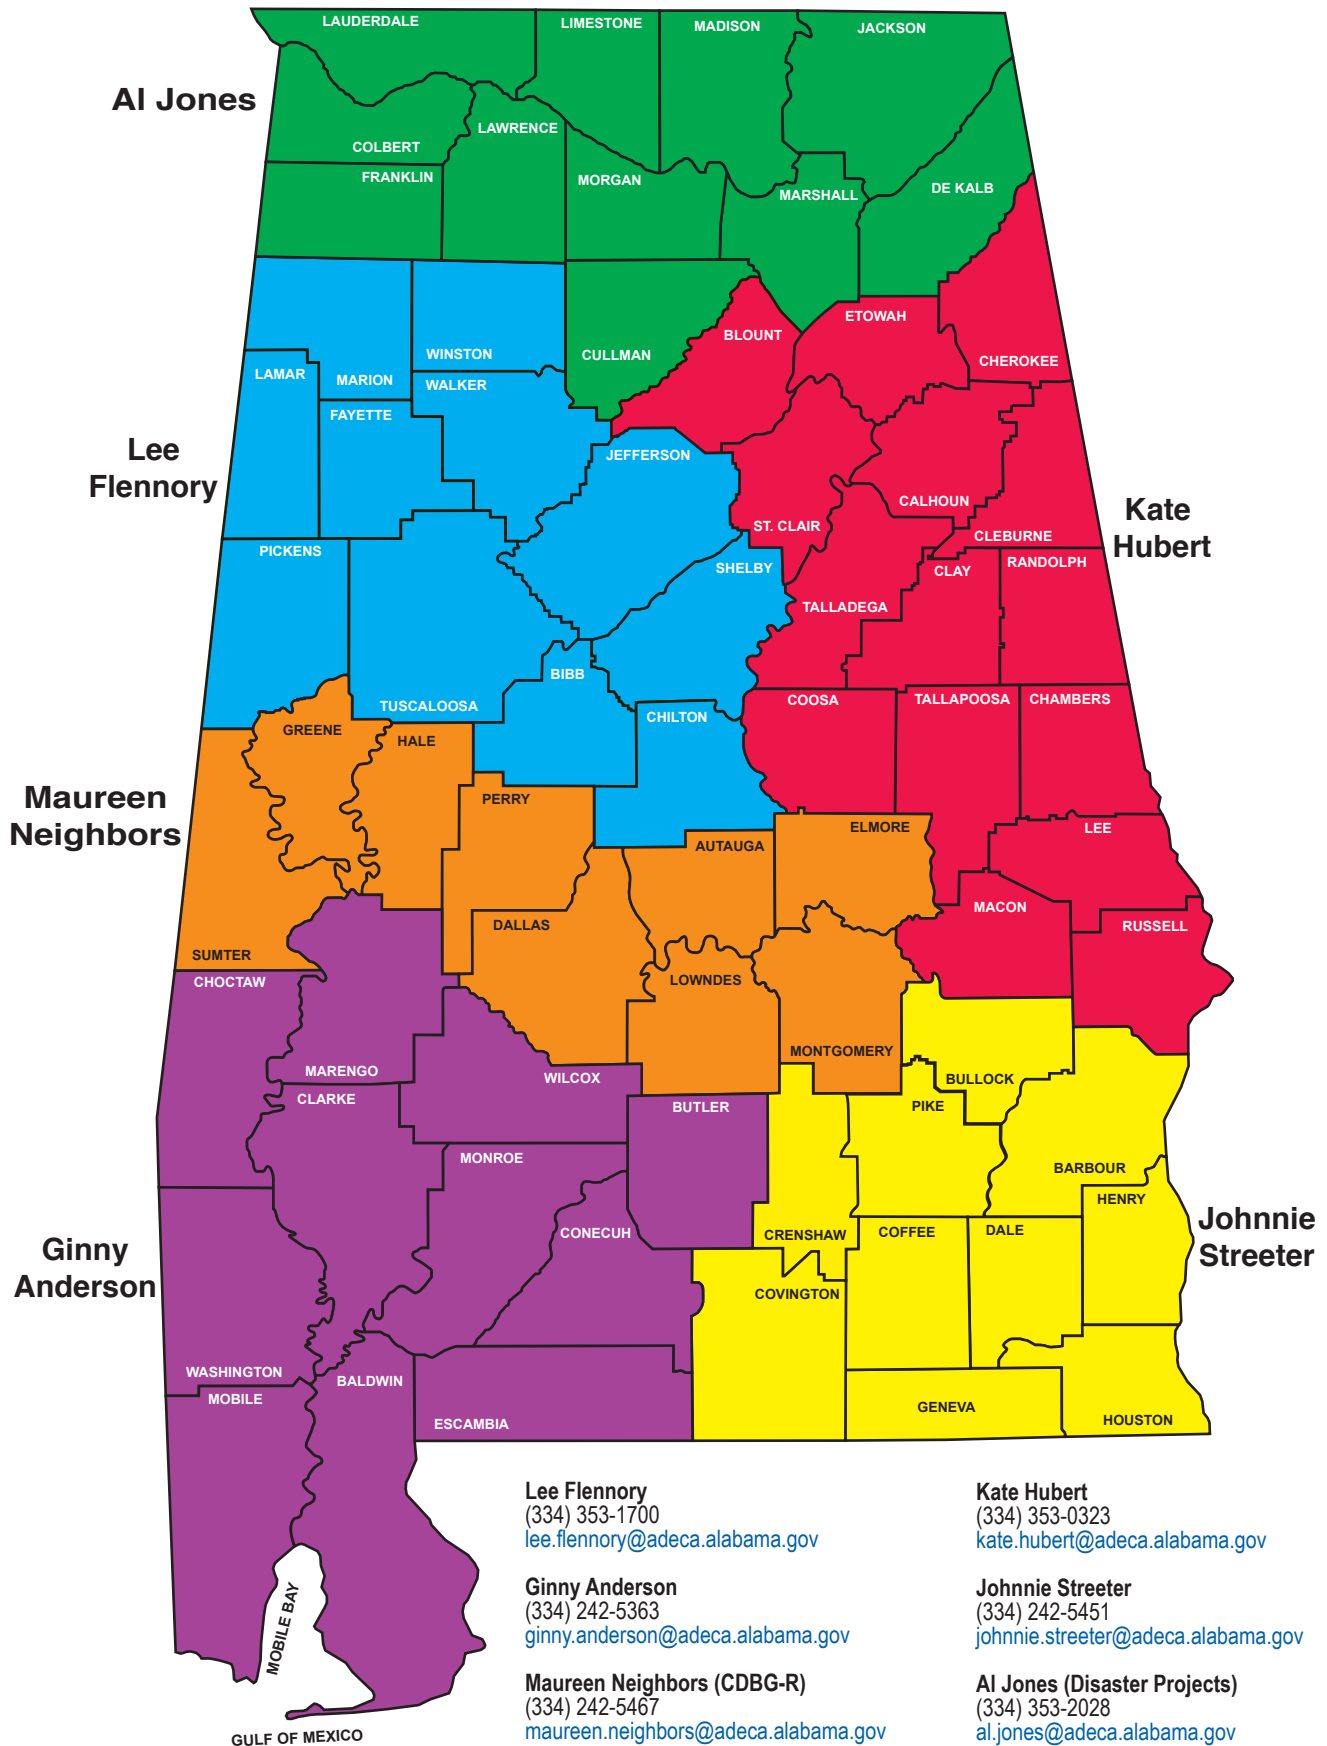 LAUDERDALE
LIMESTONE
MADISON
JACKSON
Al Jones
LAWRENCE
COLBERT
FRANKLIN
MORGAN
MARSHALL
DE KALB
ETOWAH
BLOUNT
CULLMAN
CHEROKEE
WINSTON
LAMAR
MARION
WALKER
FAYETTE
Lee
Flennory
JEFFERSON
CALHOUN
ST. CLAIR
CLEBURNE
Kate
Hubert
PICKENS
SHELBY
CLAY
RANDOLPH
TALLADEGA
BIBB
TUSCALOOSA
CHILTON
COOSA
TALLAPOOSA
CHAMBERS
GREENE
HALE
Maureen
Neighbors
PERRY
ELMORE
LEE
AUTAUGA
MACON
DALLAS
RUSSELL
SUMTER
CHOCTAW
LOWNDES
MONTGOMERY
MARENGO
WILCOX
BULLOCK
CLARKE
BUTLER
PIKE
MONROE
BARBOUR
HENRY
Johnnie
Streeter
CONECUH
CRENSHAW
COFFEE
DALE
Ginny
Anderson
COVINGTON
WASHINGTON
MOBILE
BALDWIN
ESCAMBIA
GENEVA
HOUSTON
MOBILE BAY
GULF OF MEXICO
Lee Flennory
(334) 353-1700
lee.flennory@adeca.alabama.gov
Ginny Anderson
(334) 242-5363
ginny.anderson@adeca.alabama.gov
Maureen Neighbors (CDBG-R)
(334) 242-5467
maureen.neighbors@adeca.alabama.gov
Kate Hubert
(334) 353-0323
kate.hubert@adeca.alabama.gov
Johnnie Streeter
(334) 242-5451
johnnie.streeter@adeca.alabama.gov
Al Jones (Disaster Projects)
(334) 353-2028
al.jones@adeca.alabama.gov